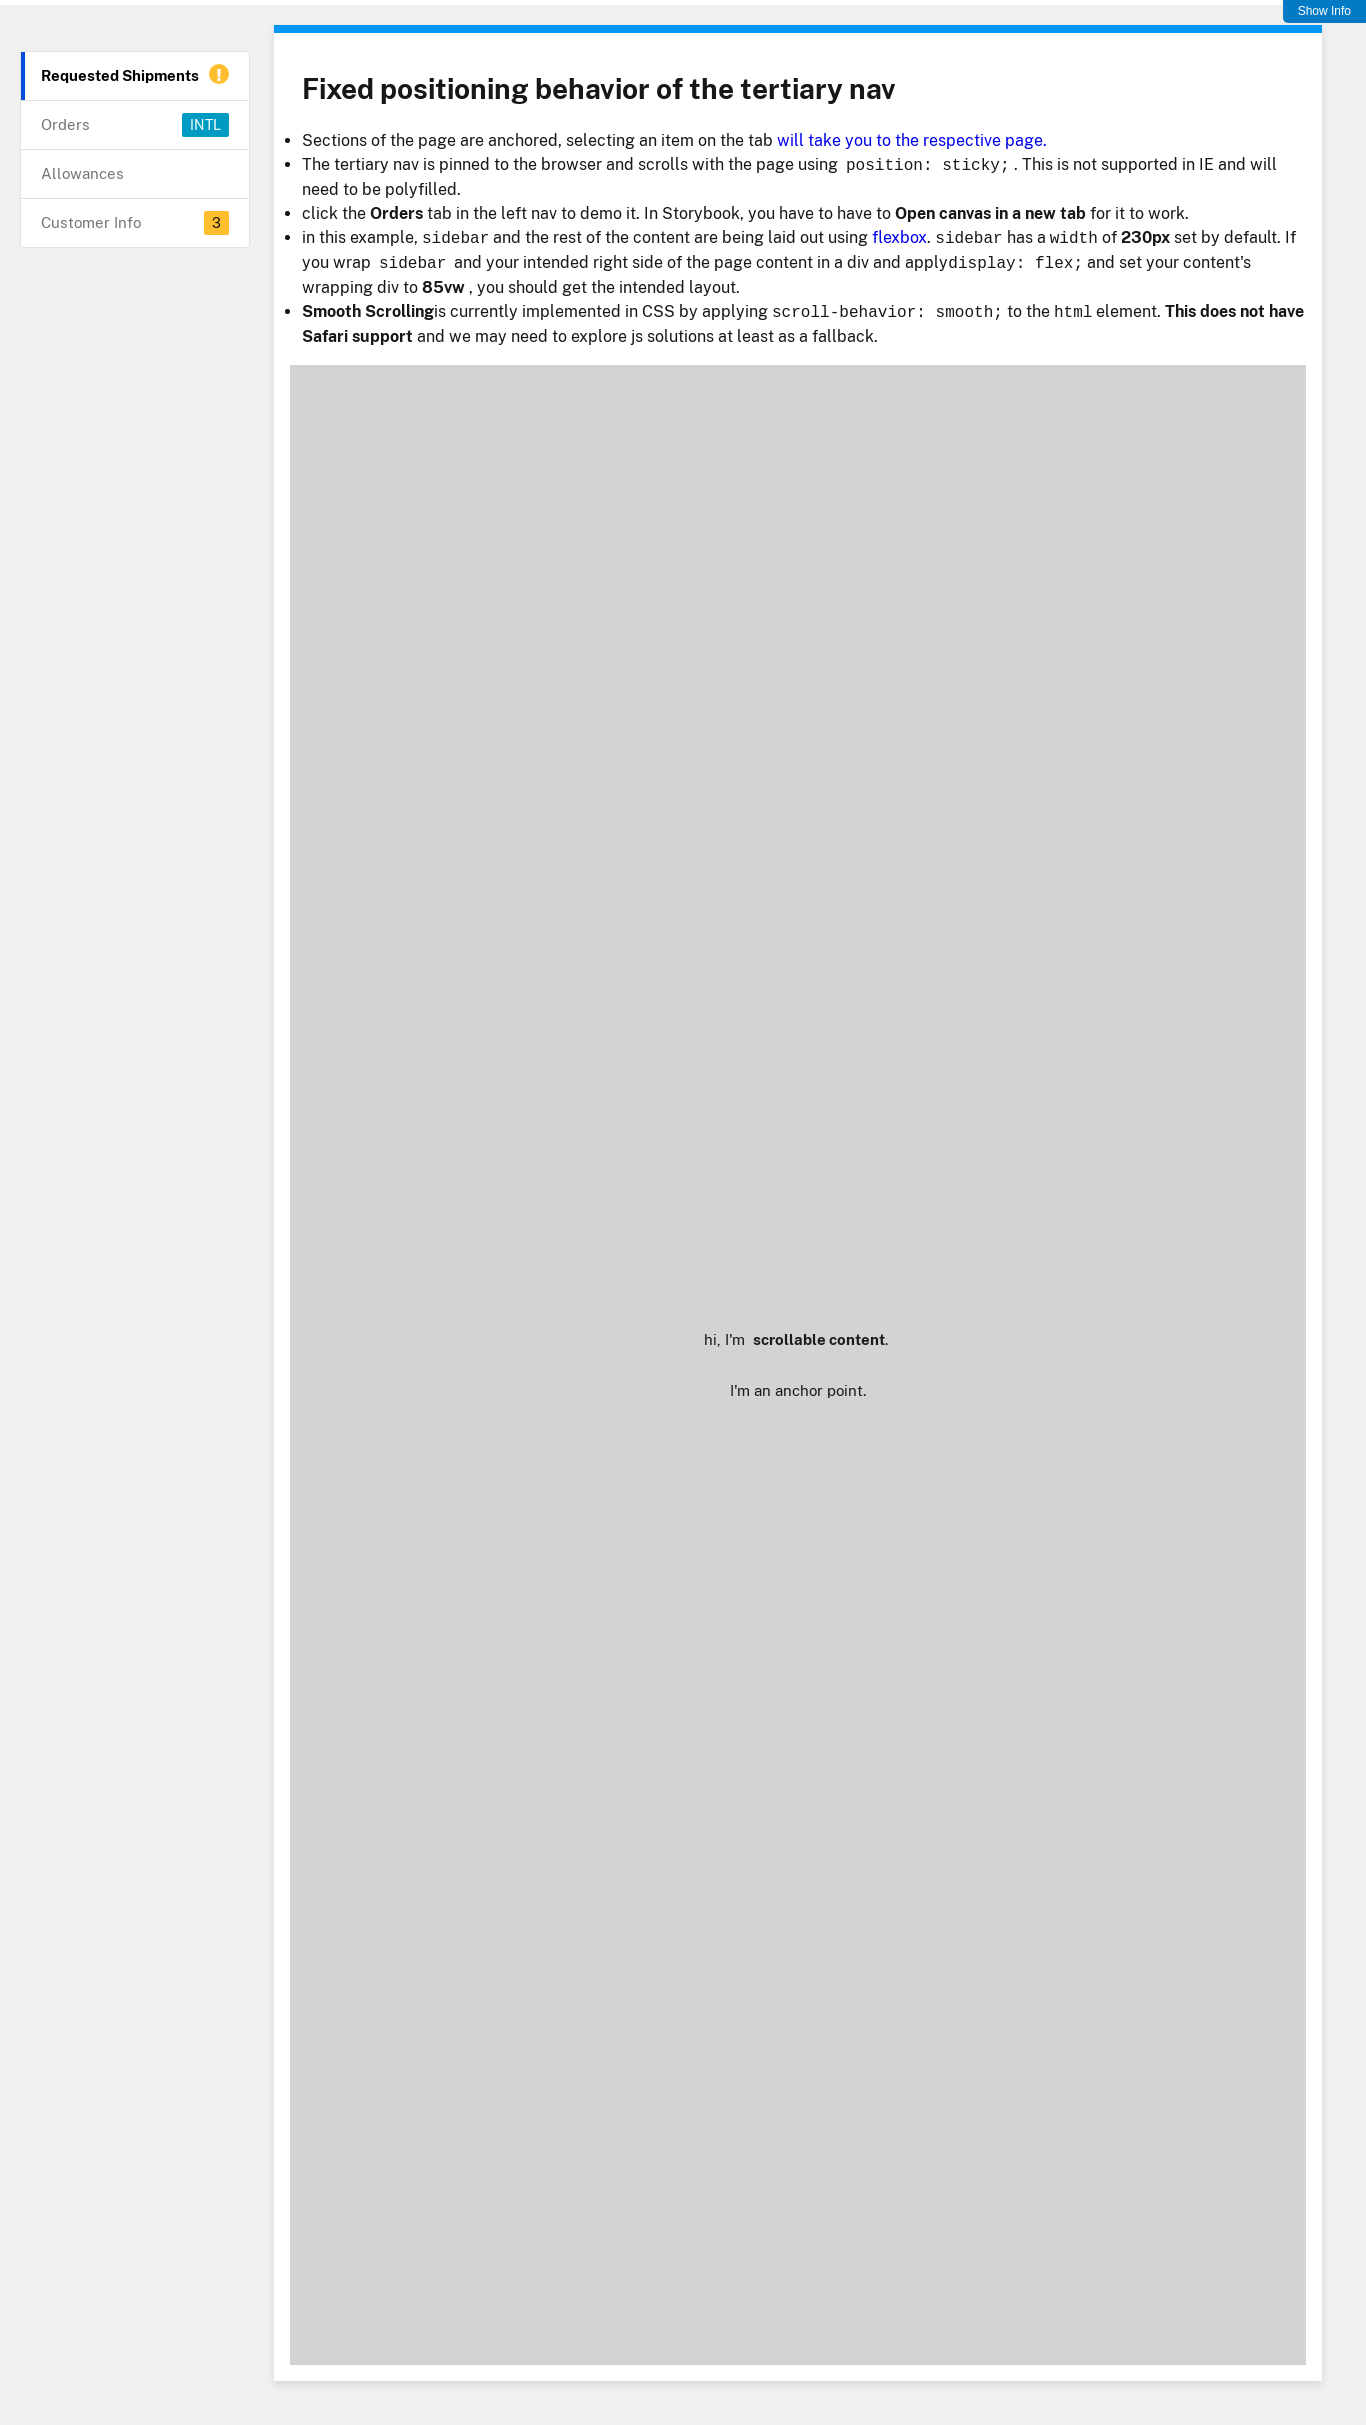 Show Info
Requested Shipments
Orders INTL
Allowances
Customer Info 3
Fixed positioning behavior of the tertiary nav
Sections of the page are anchored, selecting an item on the tab will take you to the respective page.
The tertiary nav is pinned to the browser and scrolls with the page using position: sticky; . This is not supported in IE and will
need to be polyfilled.
click the Orders tab in the left nav to demo it. In Storybook, you have to have to Open canvas in a new tab for it to work.
in this example, sidebar and the rest of the content are being laid out using flexbox. sidebar has a width of 230px set by default. If
you wrap sidebar and your intended right side of the page content in a div and applydisplay: flex; and set your content's
wrapping div to 85vw , you should get the intended layout.
Smooth Scrollingis currently implemented in CSS by applying scroll-behavior: smooth; to the html element. This does not have
Safari support and we may need to explore js solutions at least as a fallback.
hi, I'm scrollable content.
I'm an anchor point.